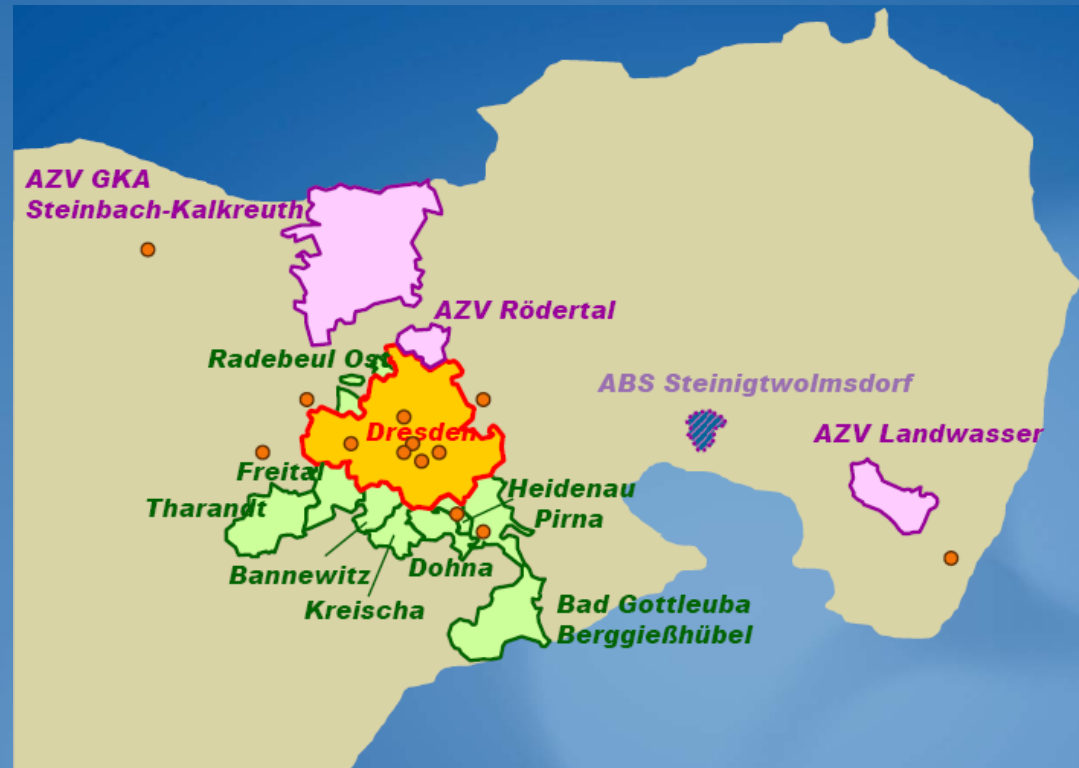 AZV GKA
Steinbach-Kalkreuth
AZV Rödertal
Radebeul Ost
ABS Steinigtwolmsdorf
Dresden
AZV Landwasser
Freital
Tharandt
Heidenau
Pirna
Bannewitz
Dohna
Kreischa
Bad Gottleuba
Berggießhübel